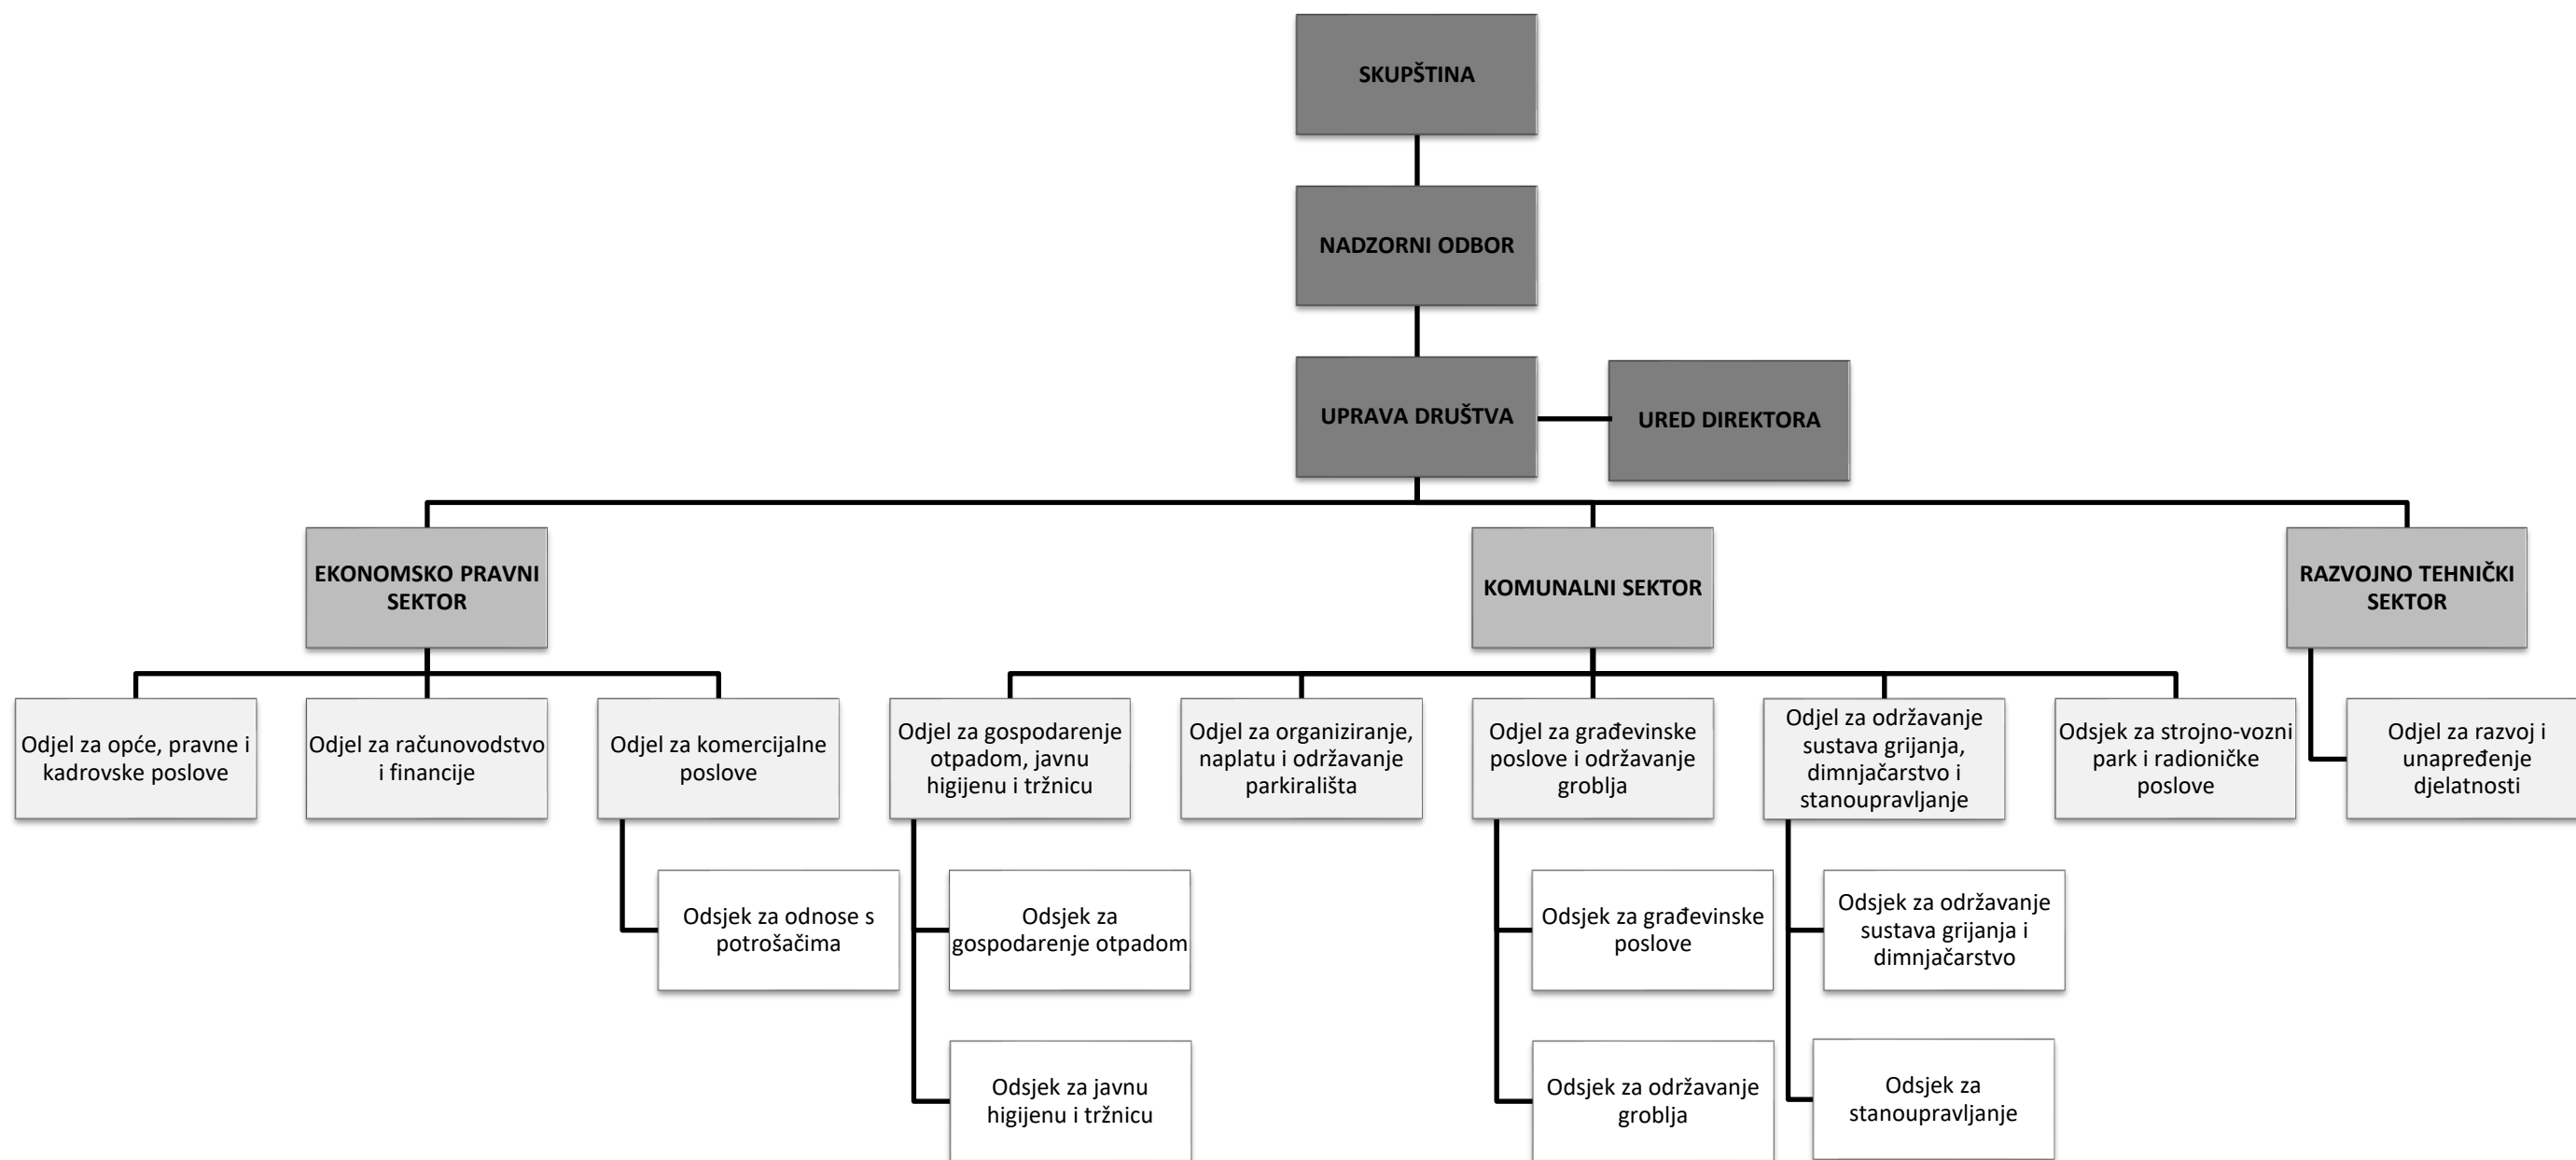 SKUPŠTINA
NADZORNI ODBOR
UPRAVA DRUŠTVA
URED DIREKTORA
EKONOMSKO PRAVNI
SEKTOR
KOMUNALNI SEKTOR
RAZVOJNO TEHNIČKI
SEKTOR
Odjel za opće, pravne i
kadrovske poslove
Odjel za računovodstvo
i financije
Odjel za komercijalne
poslove
Odjel za gospodarenje
otpadom, javnu
higijenu i tržnicu
Odjel za organiziranje,
naplatu i održavanje
parkirališta
Odjel za građevinske
poslove i održavanje
groblja
Odjel za održavanje
sustava grijanja,
dimnjačarstvo i
stanoupravljanje
Odsjek za strojno-vozni
park i radioničke
poslove
Odjel za razvoj i
unapređenje
djelatnosti
Odsjek za odnose s
potrošačima
Odsjek za
gospodarenje otpadom
Odsjek za građevinske
poslove
Odsjek za održavanje
sustava grijanja i
dimnjačarstvo
Odsjek za javnu
higijenu i tržnicu
Odsjek za održavanje
groblja
Odsjek za
stanoupravljanje